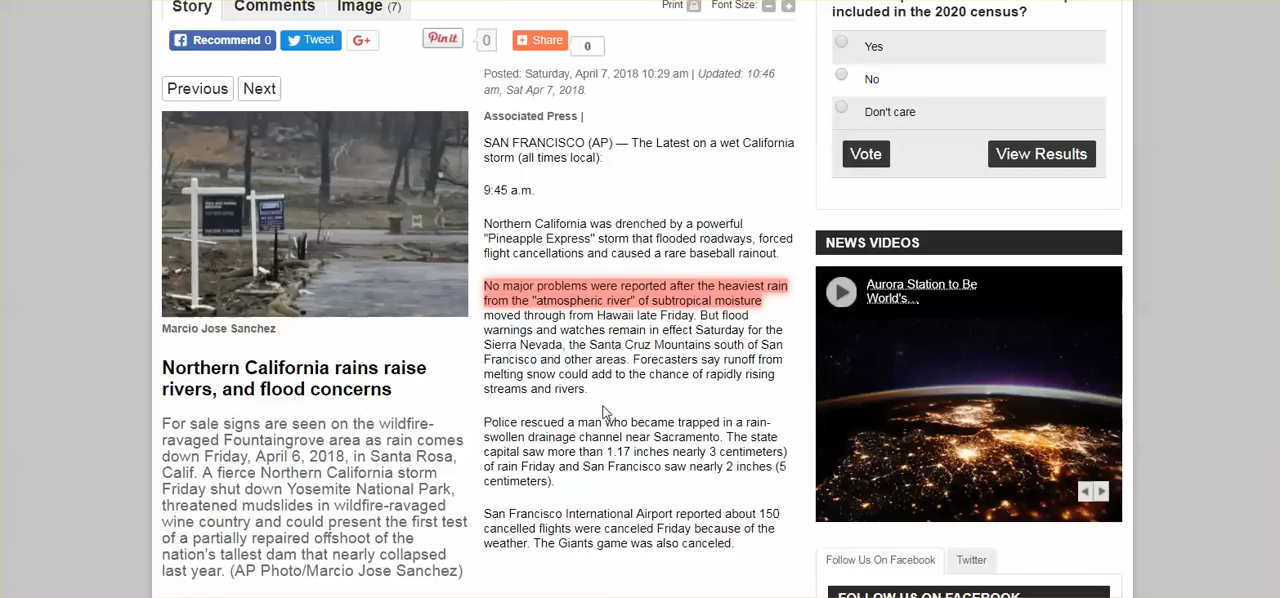 Story
Comments
Image (7)
Print
Font Size:
Recommend 0
Tweet
G+
Pin it
0
Share
0
Previous
Next
Marcio Jose Sanchez
Northern California rains raise
rivers, and flood concerns
For sale signs are seen on the wildfire-
ravaged Fountaingrove area as rain comes
down Friday, April 6, 2018, in Santa Rosa,
Calif. A fierce Northern California storm
Friday shut down Yosemite National Park,
threatened mudslides in wildfire-ravaged
wine country and could present the first test
of a partially repaired offshoot of the
nation's tallest dam that nearly collapsed
last year. (AP Photo/Marcio Jose Sanchez)
Posted: Saturday, April 7, 2018 10:29 am | Updated: 10:46
am, Sat Apr 7, 2018.
Associated Press |
SAN FRANCISCO (AP) — The Latest on a wet California
storm (all times local):
9:45 a.m.
Northern California was drenched by a powerful
"Pineapple Express" storm that flooded roadways, forced
flight cancellations and caused a rare baseball rainout.
No major problems were reported after the heaviest rain
from the "atmospheric river" of subtropical moisture
moved through from Hawaii late Friday. But flood
warnings and watches remain in effect Saturday for the
Sierra Nevada, the Santa Cruz Mountains south of San
Francisco and other areas. Forecasters say runoff from
melting snow could add to the chance of rapidly rising
streams and rivers.
Police rescued a man who became trapped in a rain-
swollen drainage channel near Sacramento. The state
capital saw more than 1.17 inches nearly 3 centimeters)
of rain Friday and San Francisco saw nearly 2 inches (5
centimeters).
San Francisco International Airport reported about 150
cancelled flights were canceled Friday because of the
weather. The Giants game was also canceled.
included in the 2020 census?
Yes
No
Don't care
Vote
View Results
NEWS VIDEOS
Aurora Station to Be
World's...
Follow Us On Facebook
Twitter
FOLLOW US ON FACEBOOK